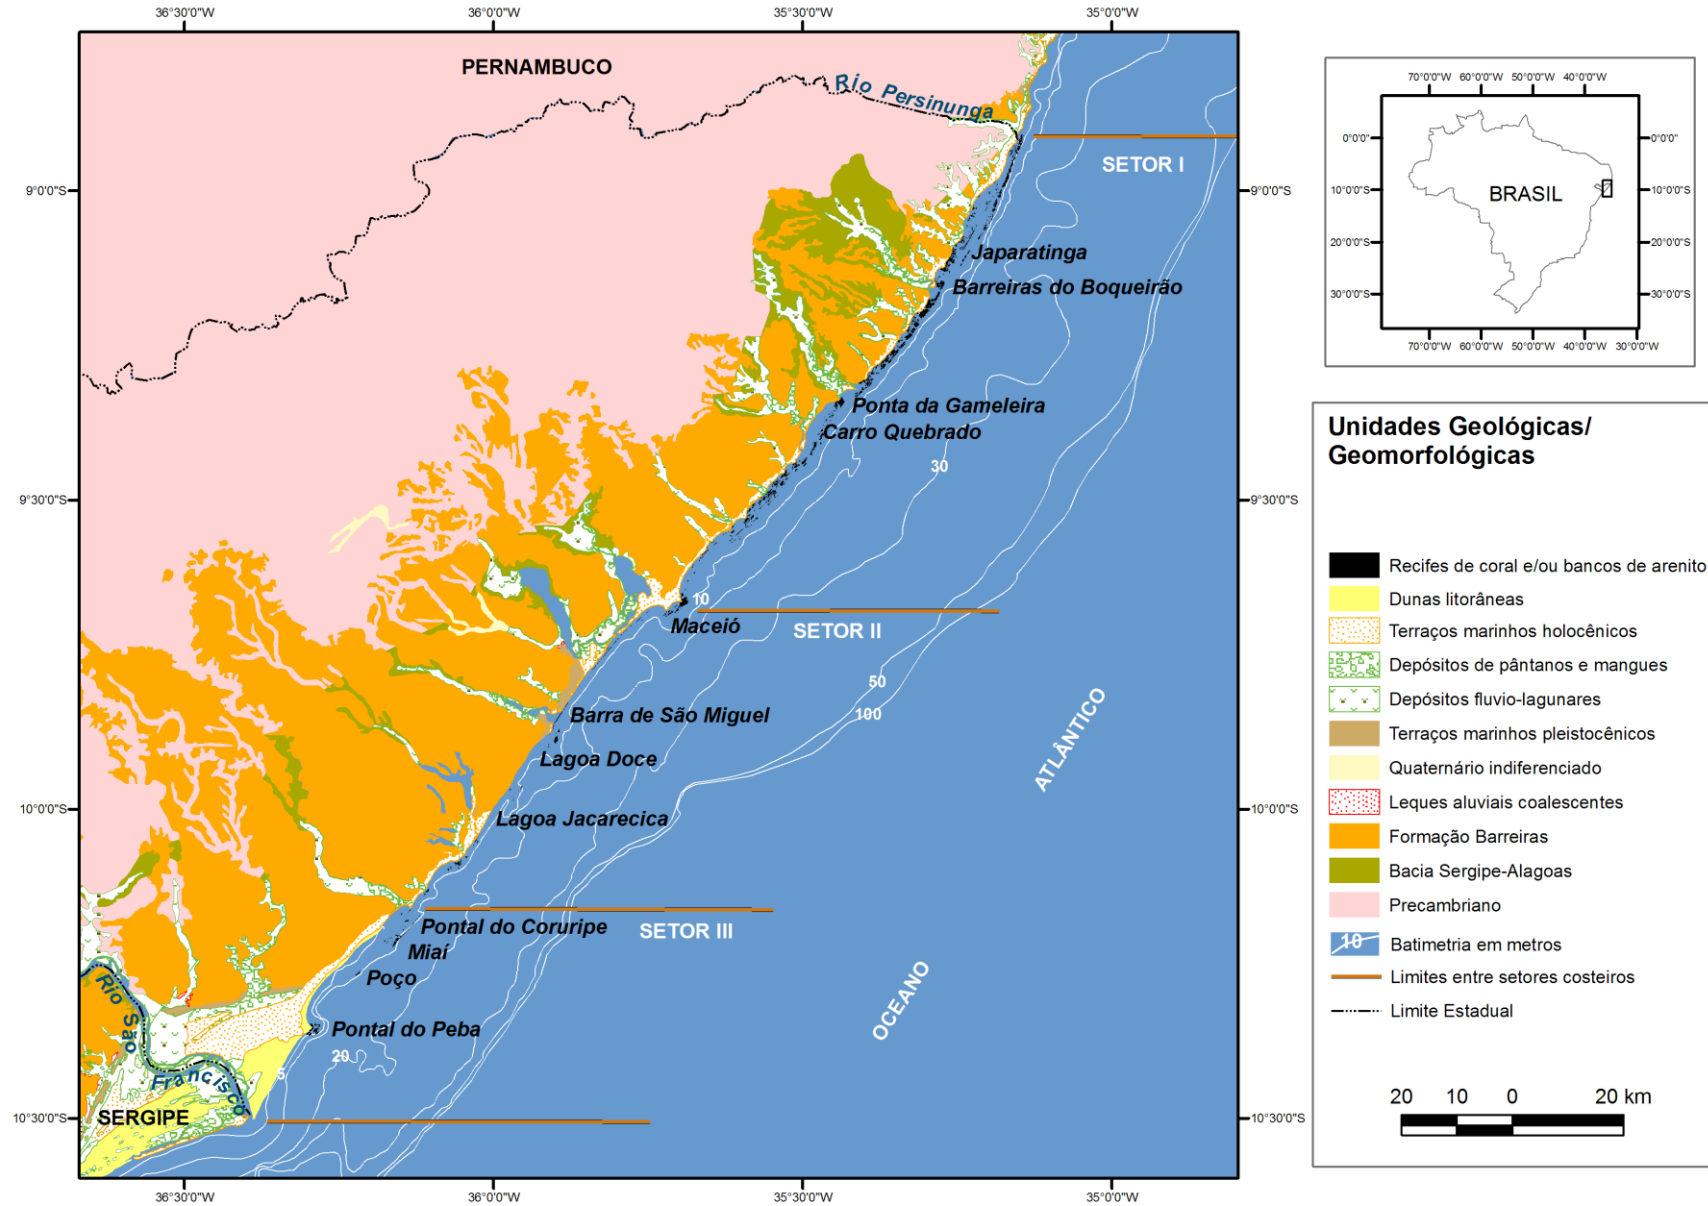 36°30'0"W
36°0'0"W
35°30'0"W
35°0'0"W
PERNAMBUCO
Rio Persinunga
SETOR I
9°0'0"S
9°0'0"S
Japaratinga
Barreiras do Boqueirão
Ponta da Gameleira
Carro Quebrado
30
9°30'0"S
9°30'0"S
10
Maceió
SETOR II
50
100
Barra de São Miguel
Lagoa Doce
ATLÂNTICO
10°0'0"S
10°0'0"S
Lagoa Jacarecica
Pontal do Coruripe
SETOR III
Miaí
Poço
OCEANO
Rio São
Francisco
Pontal do Peba
20
5
SERGIPE
10°30'0"S
10°30'0"S
36°30'0"W
36°0'0"W
35°30'0"W
35°0'0"W
70°0'0"W
60°0'0"W
50°0'0"W
40°0'0"W
0°0'0"
0°0'0"
BRASIL
10°0'0"S
10°0'0"S
20°0'0"S
20°0'0"S
30°0'0"S
30°0'0"S
70°0'0"W
60°0'0"W
50°0'0"W
40°0'0"W
30°0'0"W
Unidades Geológicas/
Geomorfológicas
Recifes de coral e/ou bancos de arenito
Dunas litorâneas
Terraços marinhos holocênicos
Depósitos de pântanos e mangues
Depósitos fluvio-lagunares
Terraços marinhos pleistocênicos
Quaternário indiferenciado
Leques aluviais coalescentes
Formação Barreiras
Bacia Sergipe-Alagoas
Precambriano
10 Batimetria em metros
Limites entre setores costeiros
Limite Estadual
20 10 0 20 km